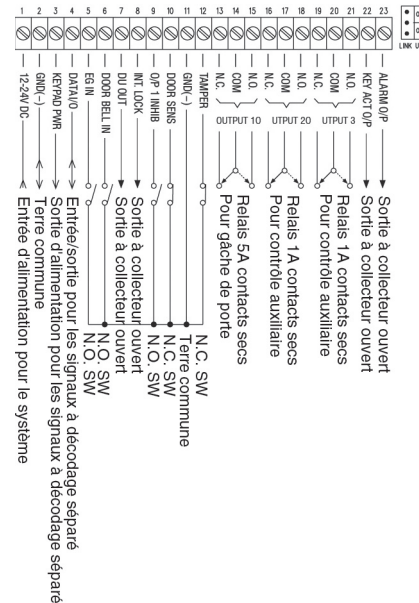 1 2 3 4 5 6 7 8 9 10 11 12 13 14 15 16 17 18 19 20 21 22 23
LINK
12-24V DC
GND(−)
KEYPAD PWR
DATA I/O
EG IN
DOOR BELL IN
DU OUT
INT. LOCK
O/P 1 INHIB
DOOR SENS
GND(−)
TAMPER
N.C.
COM
N.O.
N.C.
COM
N.O.
N.C.
COM
N.O.
KEY ACT O/P
ALARM O/P
OUTPUT 1O
UTPUT 2O
UTPUT 3
Entrée d'alimentation pour le système
Terre commune
Sortie d'alimentation pour les signaux à décodage séparé
Entrée/sortie pour les signaux à décodage séparé
N.O. SW
N.O. SW
Sortie à collecteur ouvert
Sortie à collecteur ouvert
N.O. SW
N.C. SW
Terre commune
N.C. SW
Relais 5A contacts secs
Pour gâche de porte
Relais 1A contacts secs
Pour contrôle auxiliaire
Relais 1A contacts secs
Pour contrôle auxiliaire
Sortie à collecteur ouvert
Sortie à collecteur ouvert